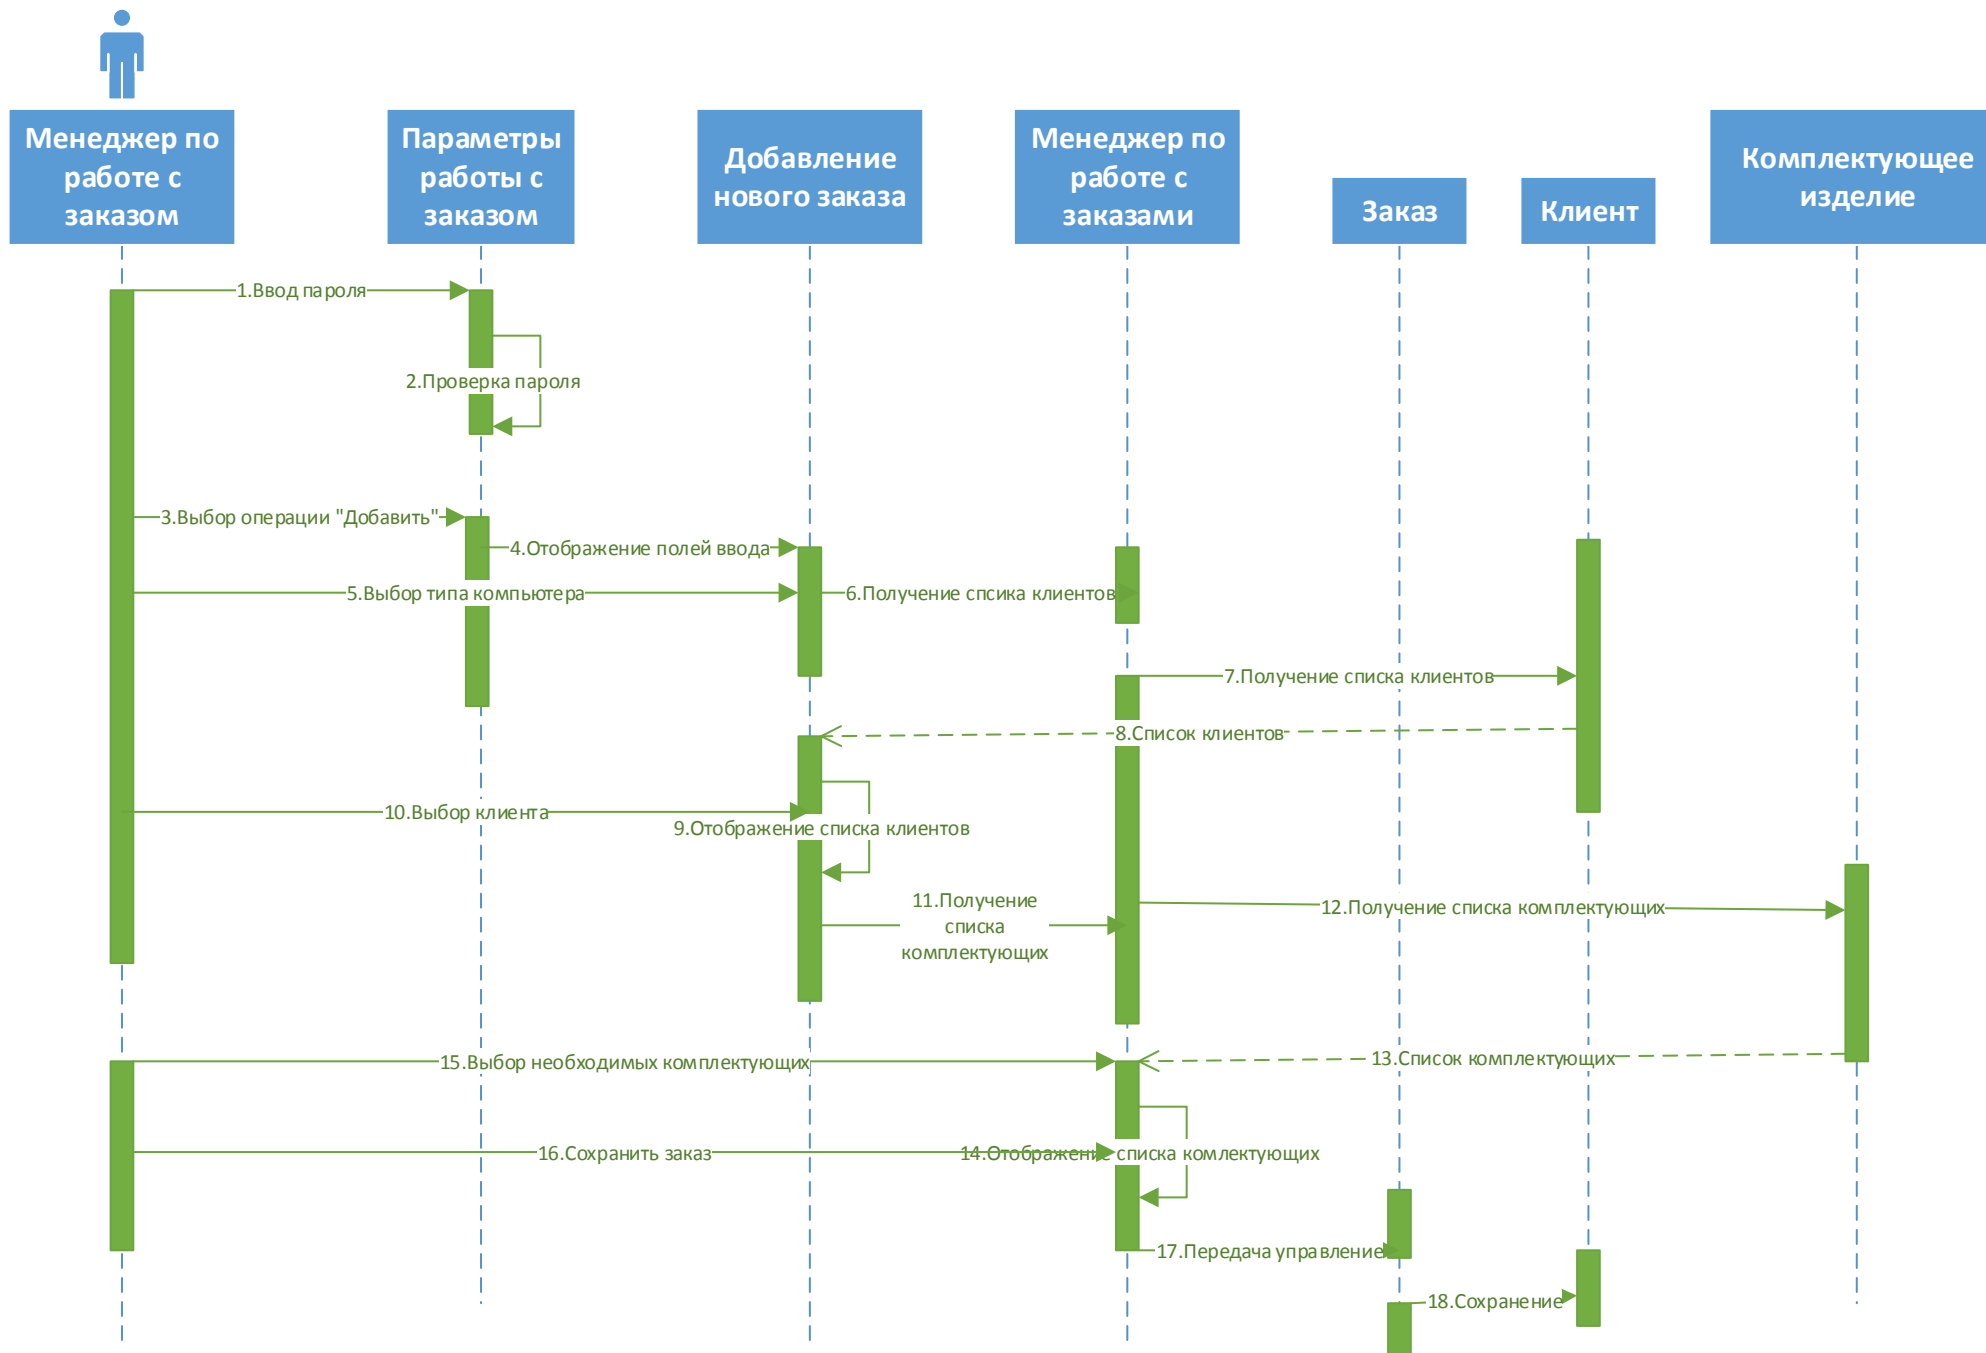 Менеджер по
работе с
заказом
Параметры
работы с
заказом
Добавление
нового заказа
Менеджер по
работе с
заказами
Заказ
Клиент
Комплектующее
изделие
1.Ввод пароля
2.Проверка пароля
3.Выбор операции "Добавить"
4.Отображение полей ввода
5.Выбор типа компьютера
6.Получение спсика клиентов
7.Получение списка клиентов
8.Список клиентов
10.Выбор клиента
9.Отображение списка клиентов
11.Получение
списка
комплектующих
12.Получение списка комплектующих
15.Выбор необходимых комплектующих
13.Список комплектующих
16.Сохранить заказ
14.Отображение списка комлектующих
17.Передача управление
18.Сохранение